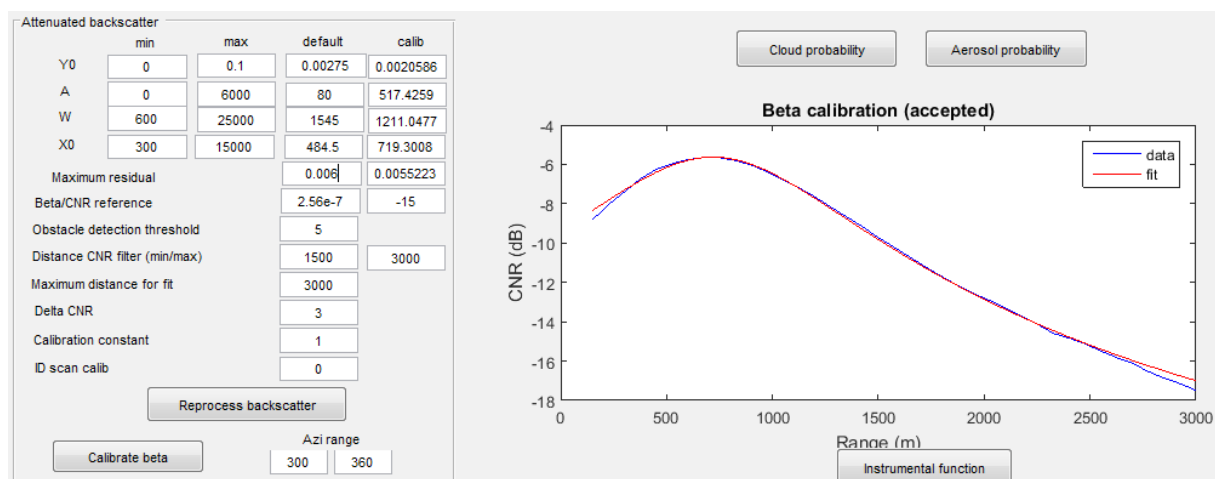 Attenuated backscatter
min max default calib
Y0 0 0.1 0.00275 0.0020586
A 0 6000 80 517.4259
W 600 25000 1545 1211.0477
X0 300 15000 484.5 719.3008
Maximum residual 0.006 0.0055223
Beta/CNR reference 2.56e-7 -15
Obstacle detection threshold 5
Distance CNR filter (min/max) 1500 3000
Maximum distance for fit 3000
Delta CNR 3
Calibration constant 1
ID scan calib 0
Reprocess backscatter
Azi range
Calibrate beta 300 360
Cloud probability Aerosol probability
Beta calibration (accepted)
-4
-6
-8
-10
-12
-14
-16
-18
CNR (dB)
data
fit
0 500 1000 1500 2000 2500 3000
Range (m)
Instrumental function